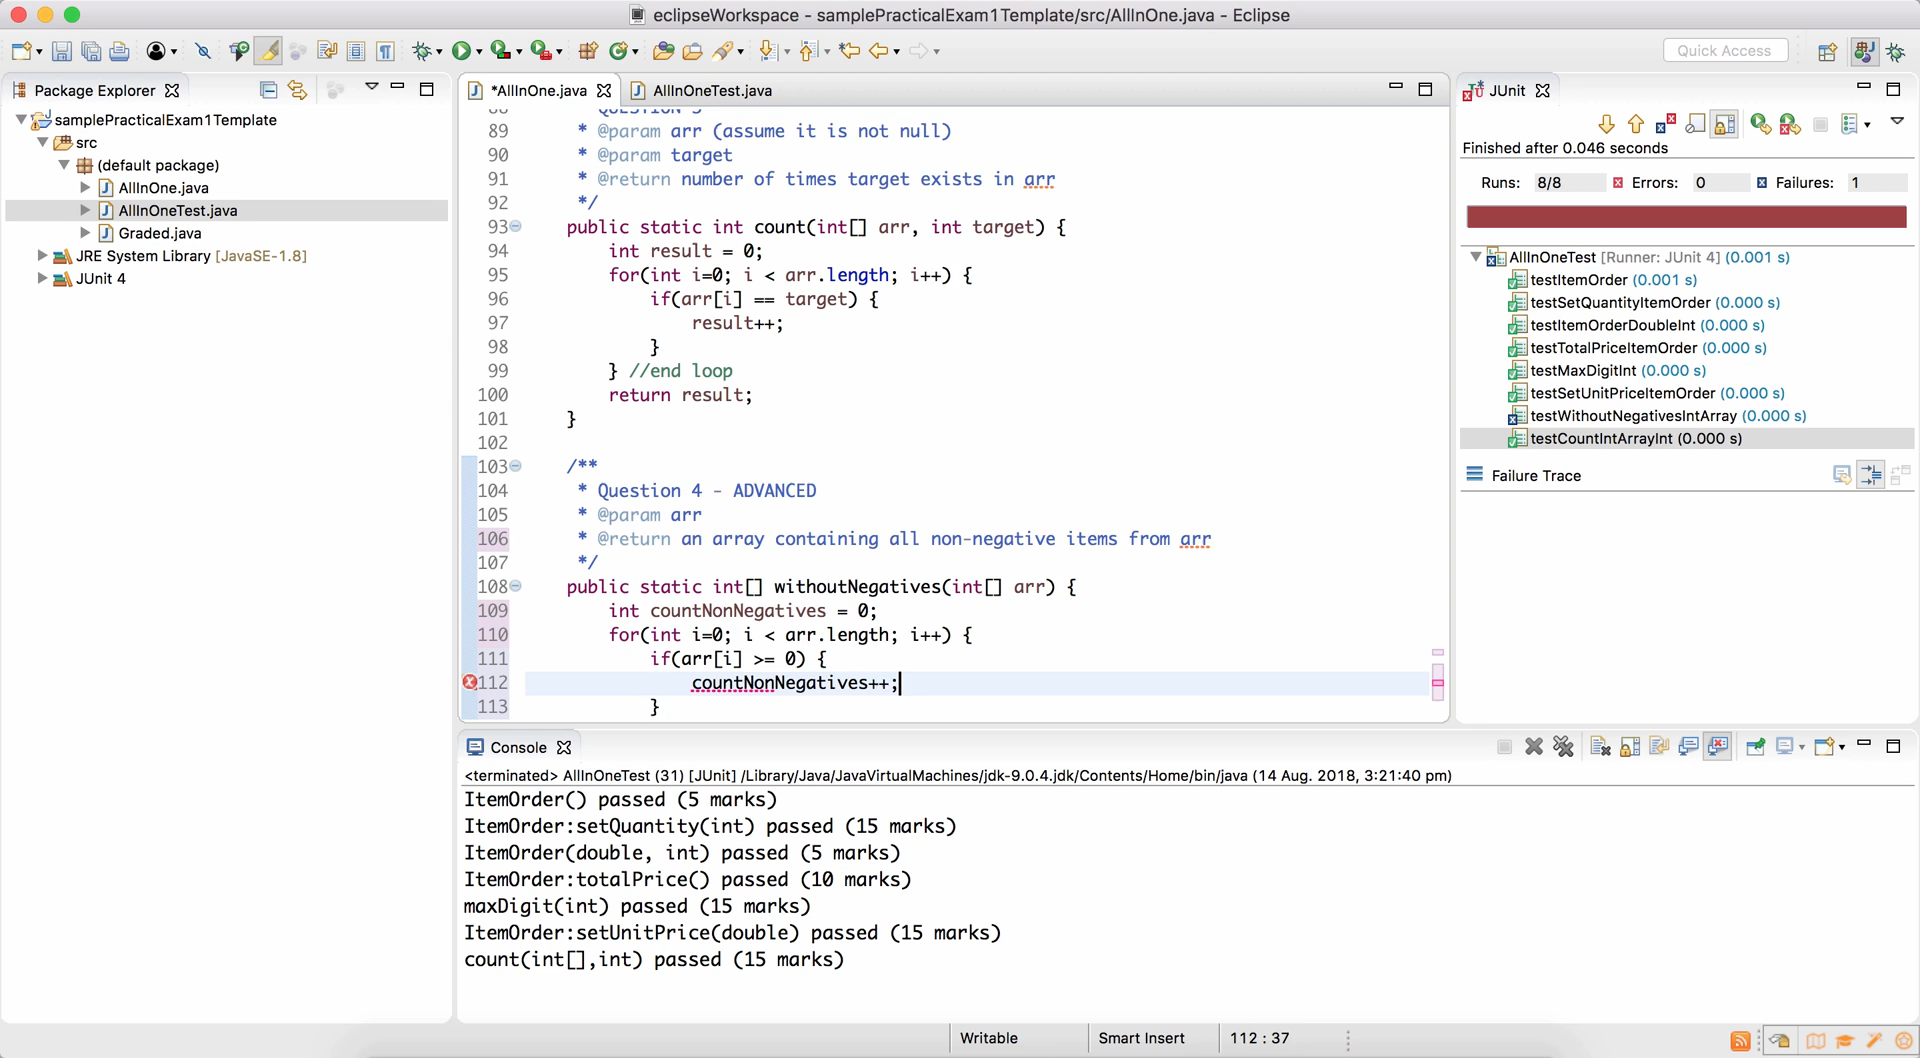 eclipseWorkspace - samplePracticalExam1Template/src/AllInOne.java - Eclipse
Quick Access
Package Explorer
samplePracticalExam1Template
src
(default package)
AllInOne.java
AllInOneTest.java
Graded.java
JRE System Library [JavaSE-1.8]
JUnit 4
*AllInOne.java
AllInOneTest.java
89 * @param arr (assume it is not null)
90 * @param target
91 * @return number of times target exists in arr
92 */
93 public static int count(int[] arr, int target) {
94 int result = 0;
95 for(int i=0; i < arr.length; i++) {
96 if(arr[i] == target) {
97 result++;
98 }
99 } //end loop
100 return result;
101 }
102
103 /**
104 * Question 4 - ADVANCED
105 * @param arr
106 * @return an array containing all non-negative items from arr
107 */
108 public static int[] withoutNegatives(int[] arr) {
109 int countNonNegatives = 0;
110 for(int i=0; i < arr.length; i++) {
111 if(arr[i] >= 0) {
112 countNonNegatives++;
113 }
JUnit
Finished after 0.046 seconds
Runs: 8/8 Errors: 0 Failures: 1
AllInOneTest [Runner: JUnit 4] (0.001 s)
testItemOrder (0.001 s)
testSetQuantityItemOrder (0.000 s)
testItemOrderDoubleInt (0.000 s)
testTotalPriceItemOrder (0.000 s)
testMaxDigitInt (0.000 s)
testSetUnitPriceItemOrder (0.000 s)
testWithoutNegativesIntArray (0.000 s)
testCountIntArrayInt (0.000 s)
Failure Trace
Console
<terminated> AllInOneTest (31) [JUnit] /Library/Java/JavaVirtualMachines/jdk-9.0.4.jdk/Contents/Home/bin/java (14 Aug. 2018, 3:21:40 pm)
ItemOrder() passed (5 marks)
ItemOrder:setQuantity(int) passed (15 marks)
ItemOrder(double, int) passed (5 marks)
ItemOrder:totalPrice() passed (10 marks)
maxDigit(int) passed (15 marks)
ItemOrder:setUnitPrice(double) passed (15 marks)
count(int[],int) passed (15 marks)
Writable
Smart Insert
112 : 37